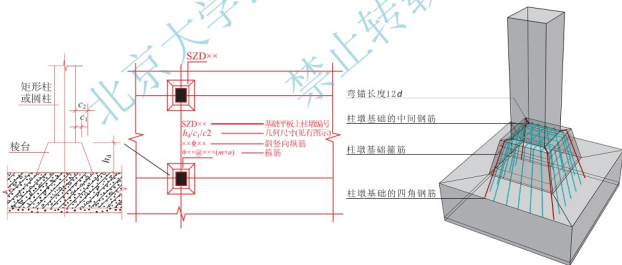 北京大学
禁止转载
SZD××
矩形柱
或圆柱
c₂
c₁
棱台
h_d
SZD×× 基础平板上柱墩编号
h_d/c₁/c2 几何尺寸(见右图示)
××Φ×× 斜竖向纵筋
Φ××@×××(m×n) 箍筋
弯锚长度12d
柱墩基础的中间钢筋
柱墩基础箍筋
柱墩基础的四角钢筋